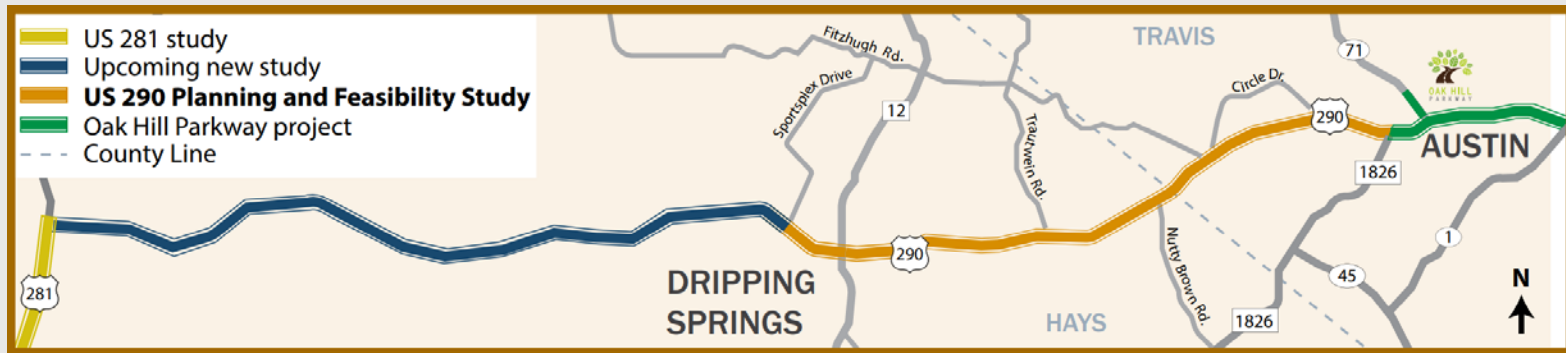 US 281 study
Upcoming new study
US 290 Planning and Feasibility Study
Oak Hill Parkway project
County Line
Fitzhugh Rd.
TRAVIS
71
OAK HILL
PARKWAY
Sportsplex Drive
12
Trautwein Rd.
Circle Dr.
290
AUSTIN
1826
290
Nutty Brown Rd.
1
45
N
281
DRIPPING
SPRINGS
HAYS
1826